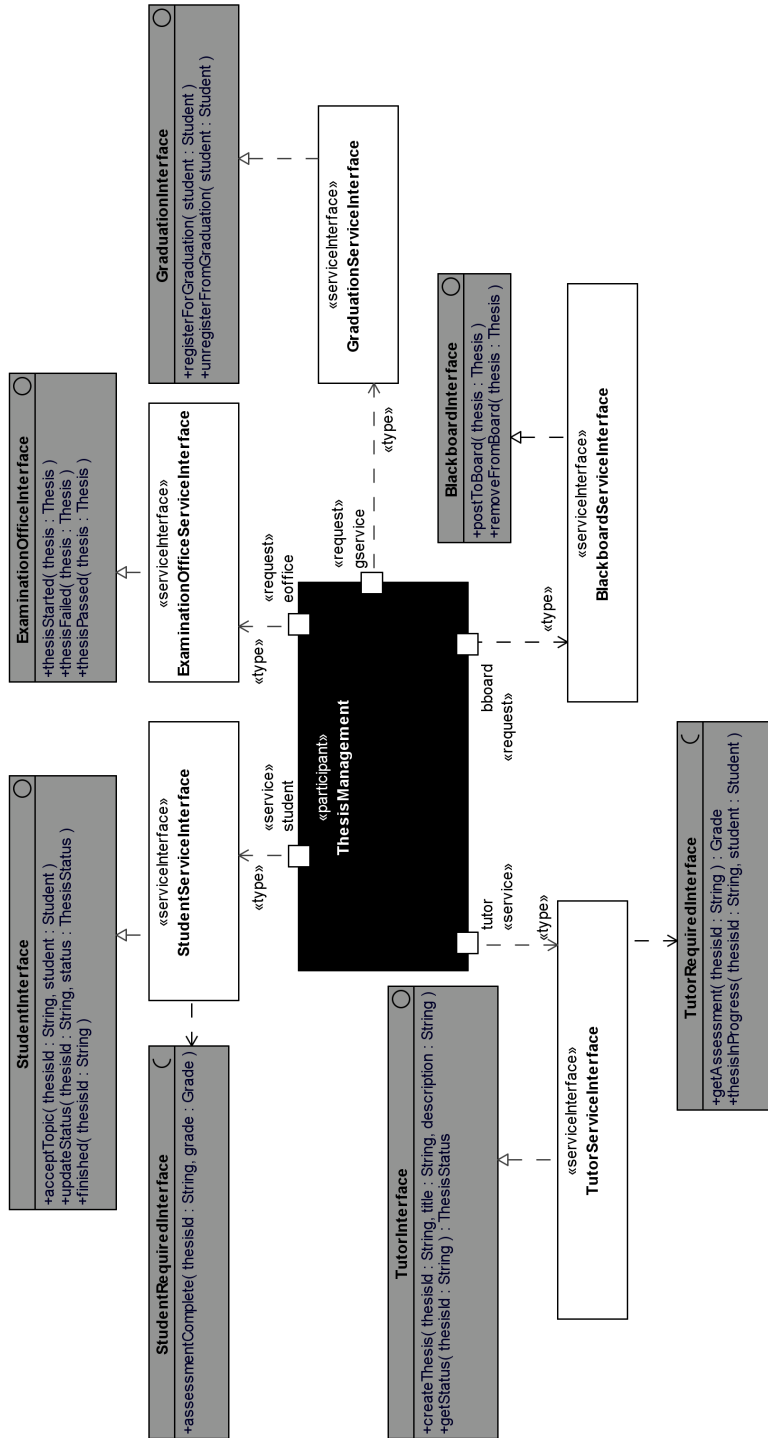 StudentInterface
+acceptTopic( thesisId : String, student : Student )
+updateStatus( thesisId : String, status : ThesisStatus )
+finished( thesisId : String )
ExaminationOfficeInterface
+thesisStarted( thesis : Thesis )
+thesisFailed( thesis : Thesis )
+thesisPassed( thesis : Thesis )
StudentRequiredInterface
+assessmentComplete( thesisId : String, grade : Grade )
«serviceInterface»
StudentServiceInterface
«serviceInterface»
ExaminationOfficeServiceInterface
GraduationInterface
+registerForGraduation( student : Student )
+unregisterFromGraduation( student : Student )
«type»
«service»
student
«type»
«request»
eoffice
«participant»
ThesisManagement
«request»
gservice
«type»
«serviceInterface»
GraduationServiceInterface
TutorInterface
+createThesis( thesisId : String, title : String, description : String )
+getStatus( thesisId : String ) : ThesisStatus
tutor
«service»
«type»
bboard
«request»
«type»
BlackboardInterface
+postToBoard( thesis : Thesis )
+removeFromBoard( thesis : Thesis )
«serviceInterface»
TutorServiceInterface
«serviceInterface»
BlackboardServiceInterface
TutorRequiredInterface
+getAssessment( thesisId : String ) : Grade
+thesisInProgress( thesisId : String, student : Student )